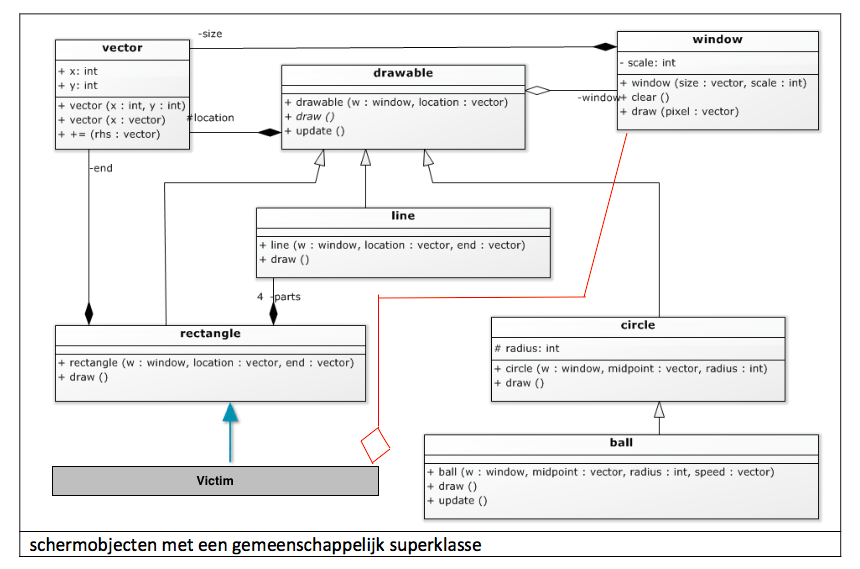 -size
vector
+ x: int
+ y: int
+ vector (x : int, y : int)
+ vector (x : vector)
+ += (rhs : vector)
drawable
+ drawable (w : window, location : vector)
+ draw ()
+ update ()
window
- scale: int
+ window (size : vector, scale : int)
+ clear ()
+ draw (pixel : vector)
-window
#location
-end
line
+ line (w : window, location : vector, end : vector)
+ draw ()
4 -parts
rectangle
+ rectangle (w : window, location : vector, end : vector)
+ draw ()
circle
# radius: int
+ circle (w : window, midpoint : vector, radius : int)
+ draw ()
Victim
ball
+ ball (w : window, midpoint : vector, radius : int, speed : vector)
+ draw ()
+ update ()
schermobjecten met een gemeenschappelijk superklasse